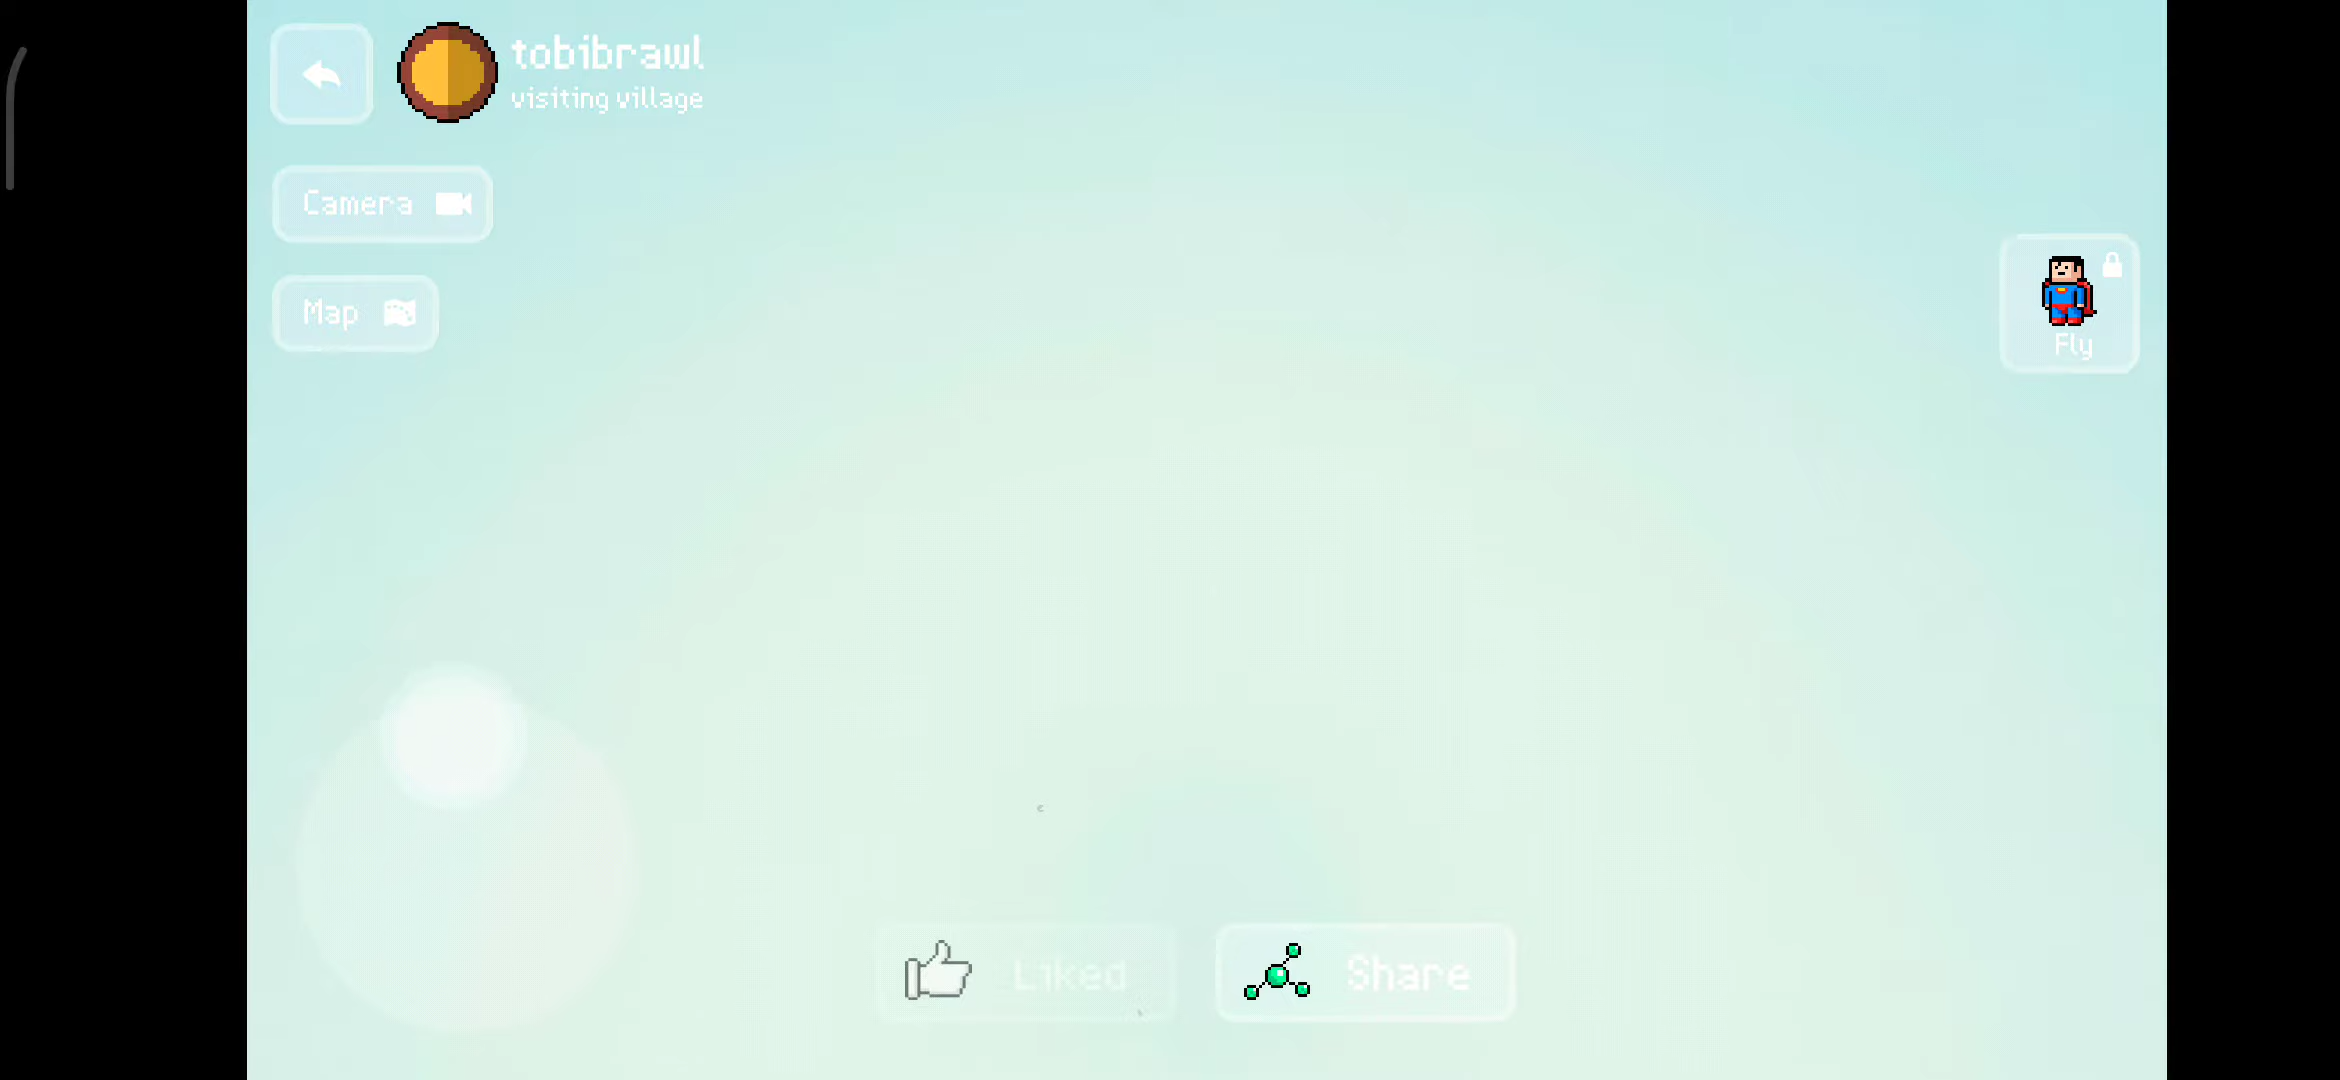 tobibrawl
visiting village
Camera
Map
Fly
Liked
Share